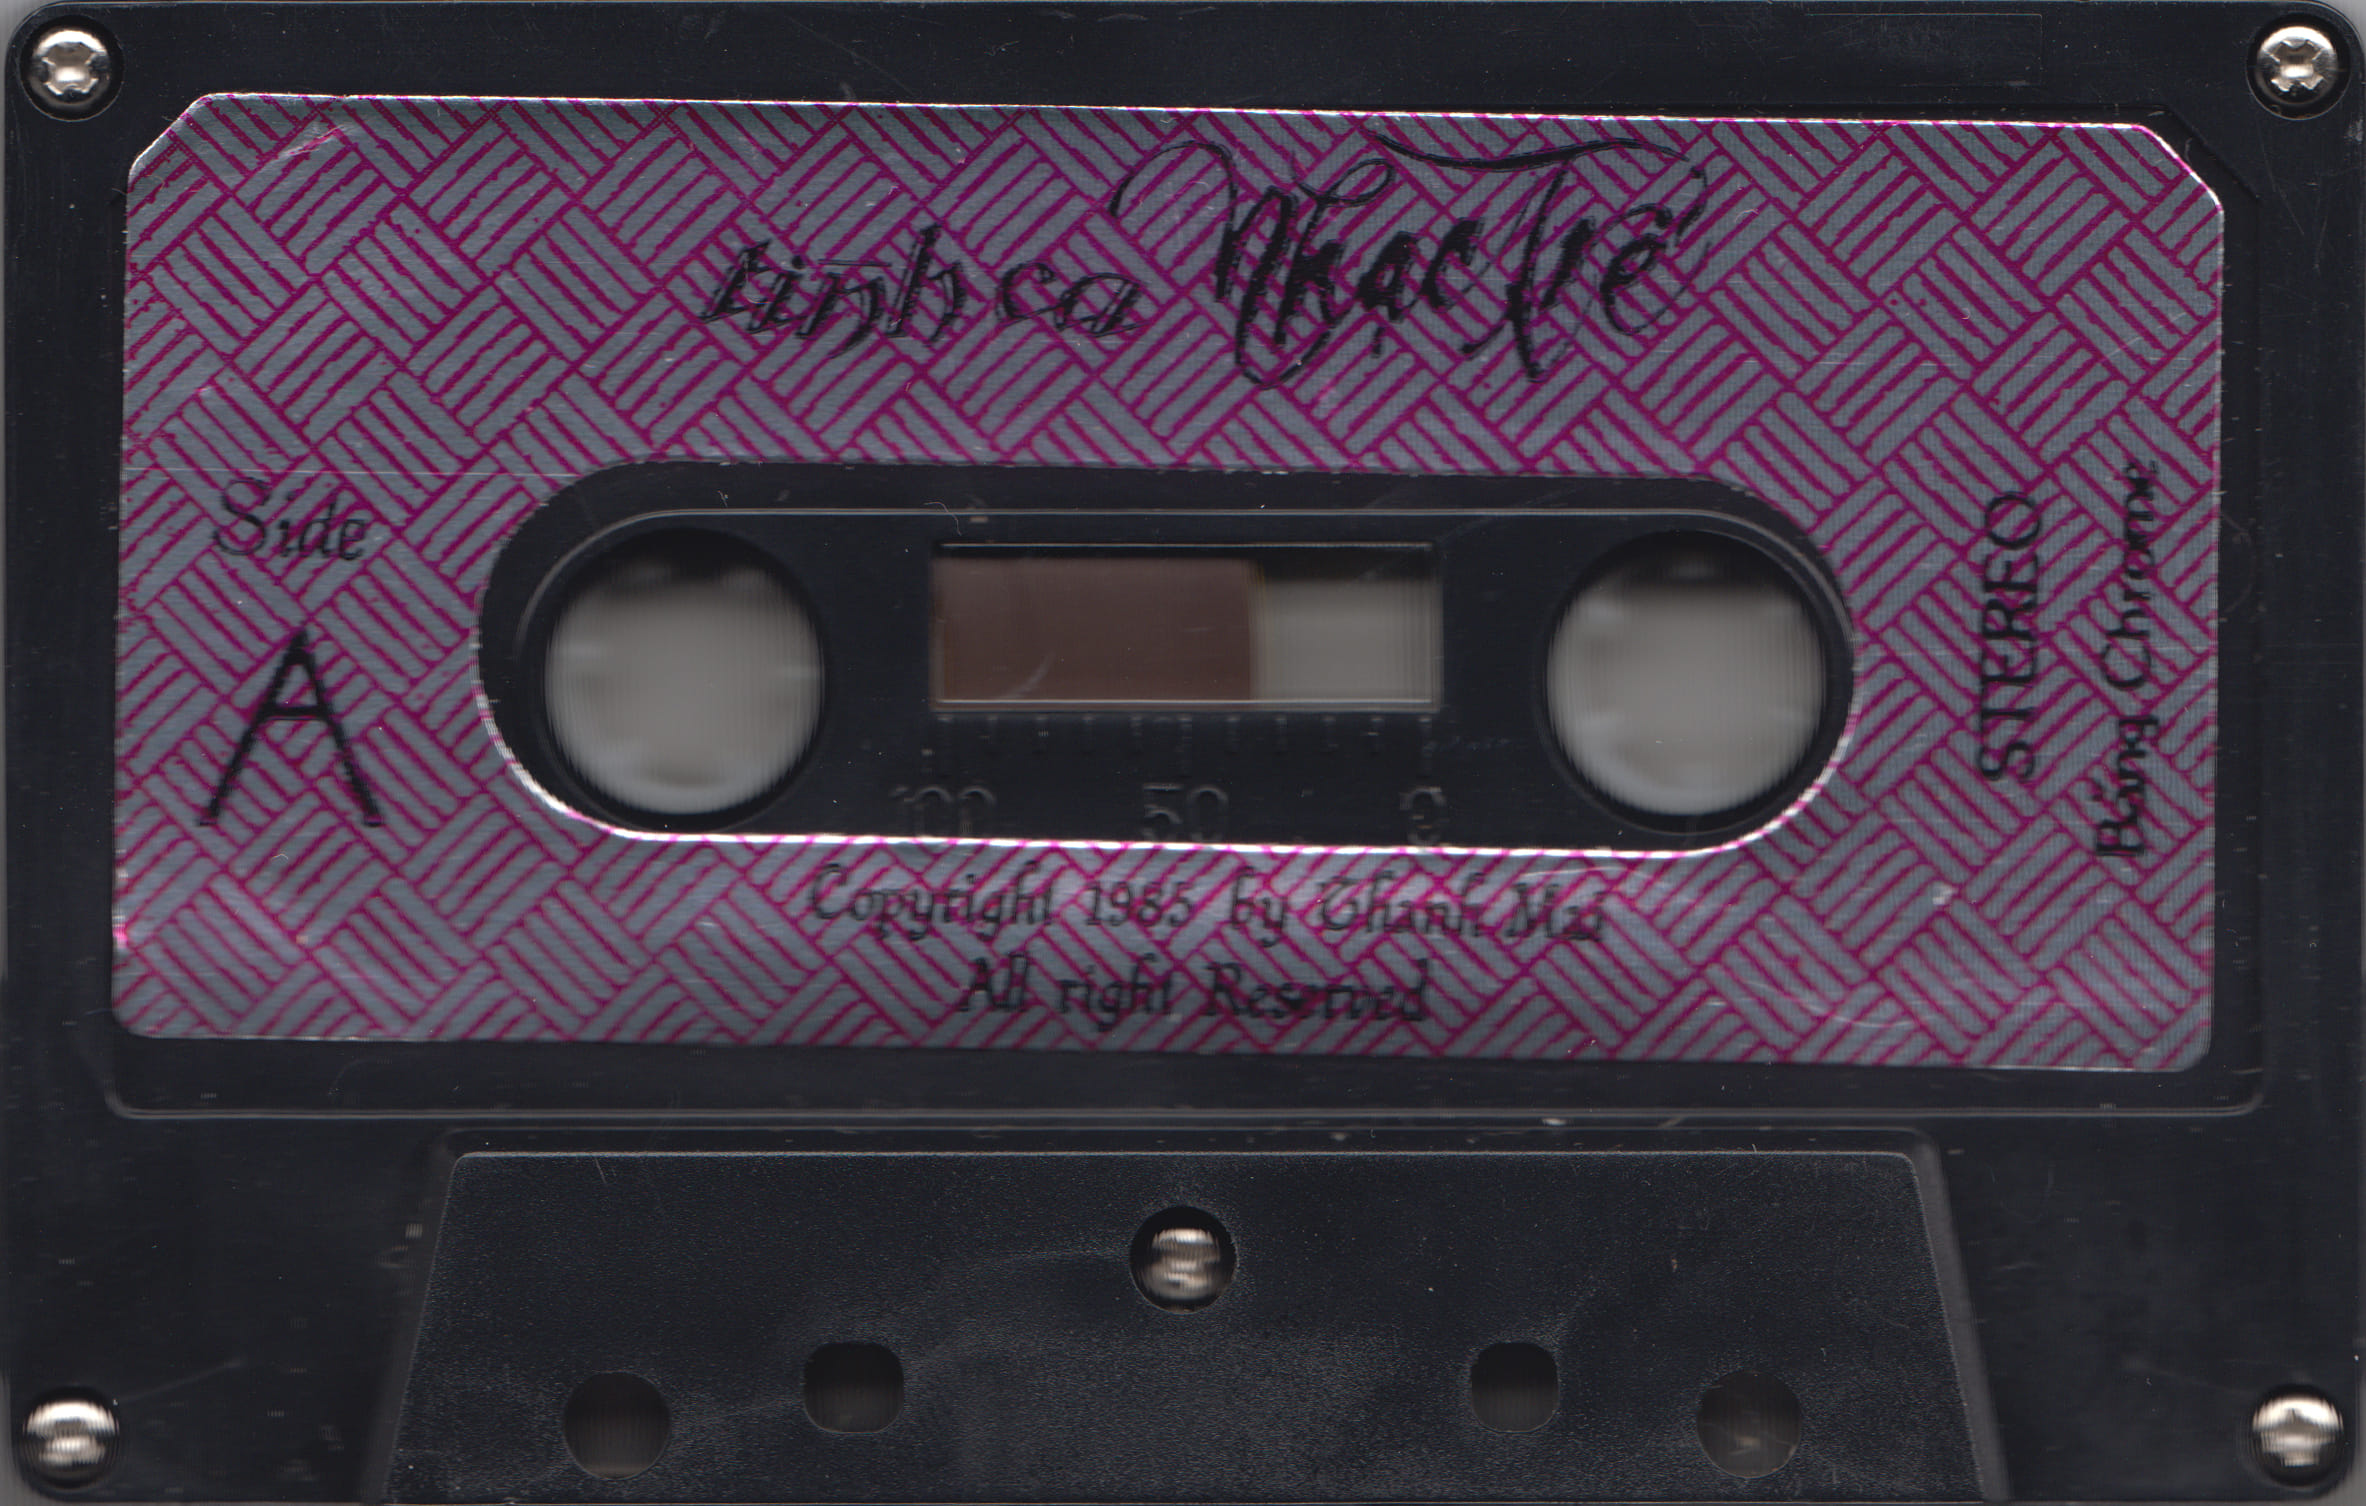 tình ca Nhạc Trẻ
Side
A
STEREO
Băng Chrome
100 50 0
Copyright 1985 by Thanh Mai
All right Reserved